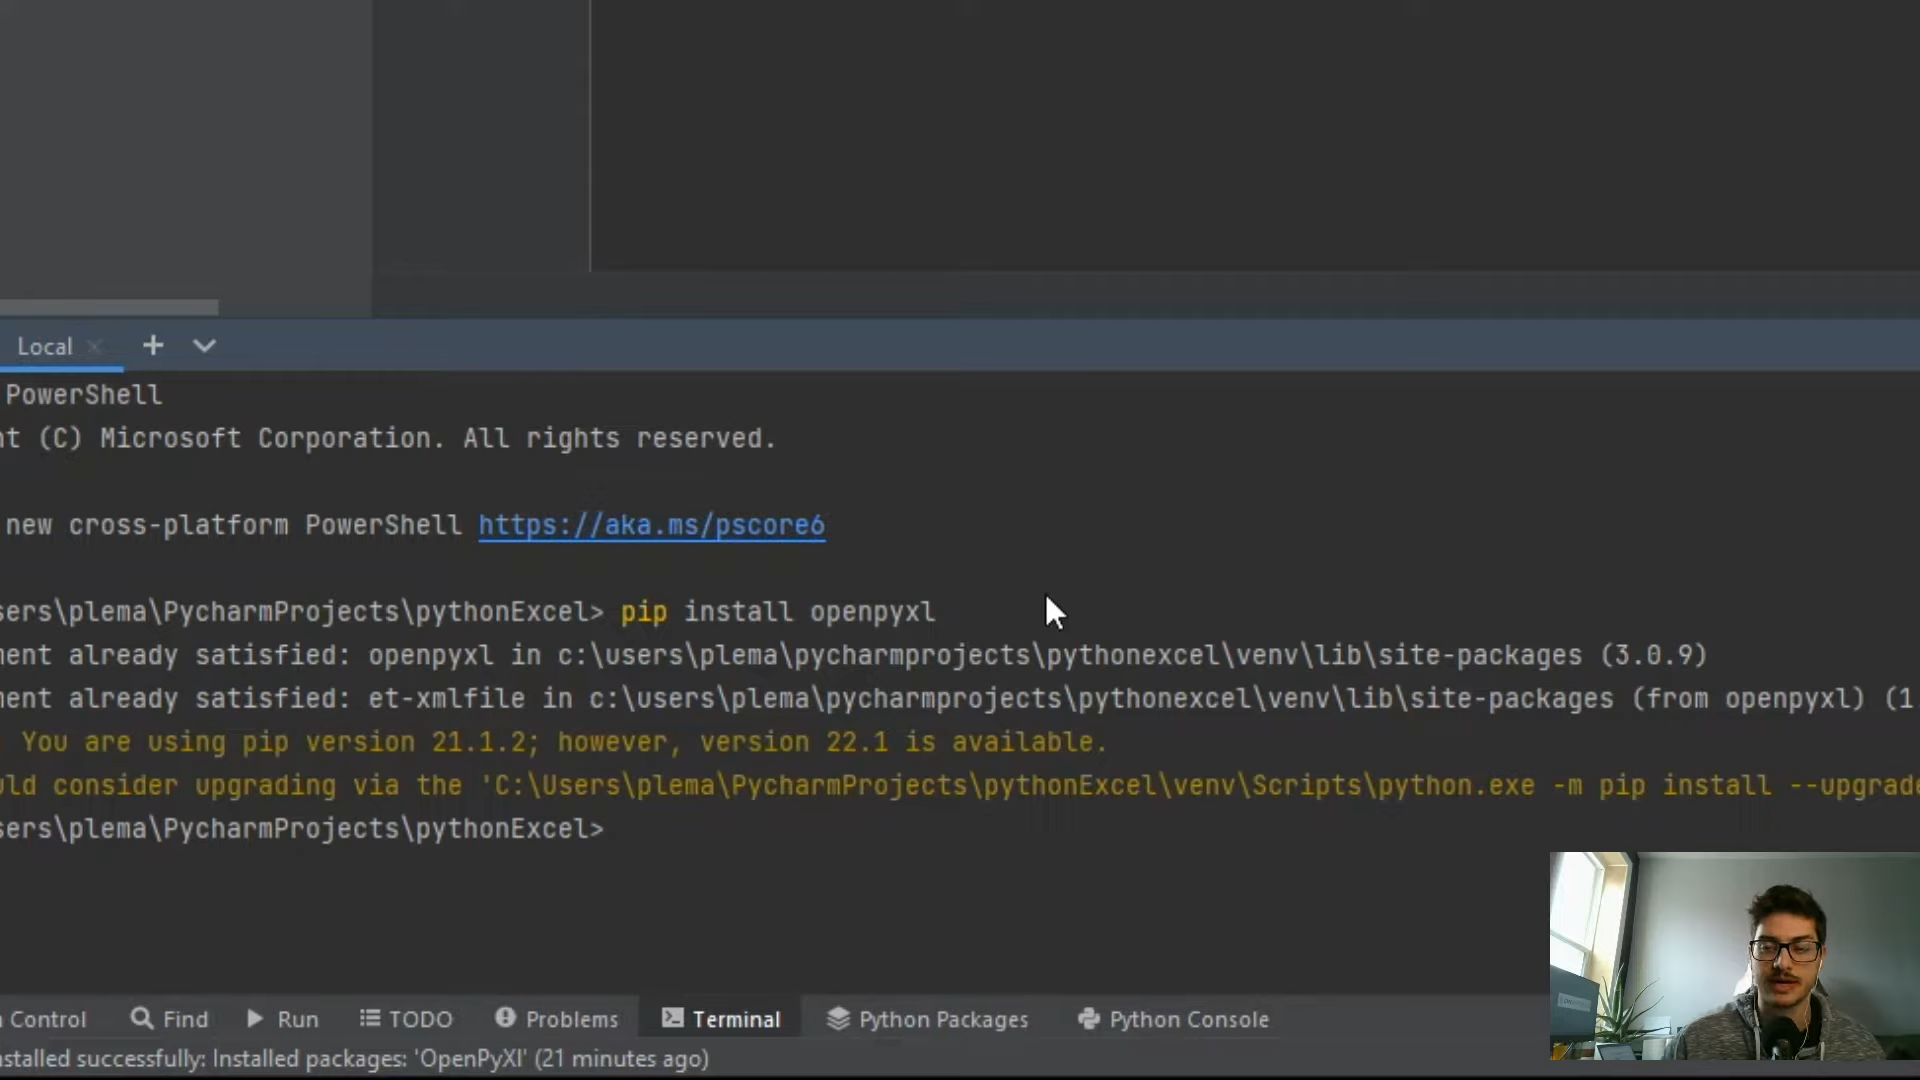 Local
PowerShell
nt (C) Microsoft Corporation. All rights reserved.
new cross-platform PowerShell https://aka.ms/pscore6
sers\plema\PycharmProjects\pythonExcel> pip install openpyxl
ment already satisfied: openpyxl in c:\users\plema\pycharmprojects\pythonexcel\venv\lib\site-packages (3.0.9)
ment already satisfied: et-xmlfile in c:\users\plema\pycharmprojects\pythonexcel\venv\lib\site-packages (from openpyxl) (1
You are using pip version 21.1.2; however, version 22.1 is available.
uld consider upgrading via the 'C:\Users\plema\PycharmProjects\pythonExcel\venv\Scripts\python.exe -m pip install --upgrade
sers\plema\PycharmProjects\pythonExcel>
Control Find Run TODO Problems Terminal Python Packages Python Console
nstalled successfully: Installed packages: 'OpenPyXl' (21 minutes ago)